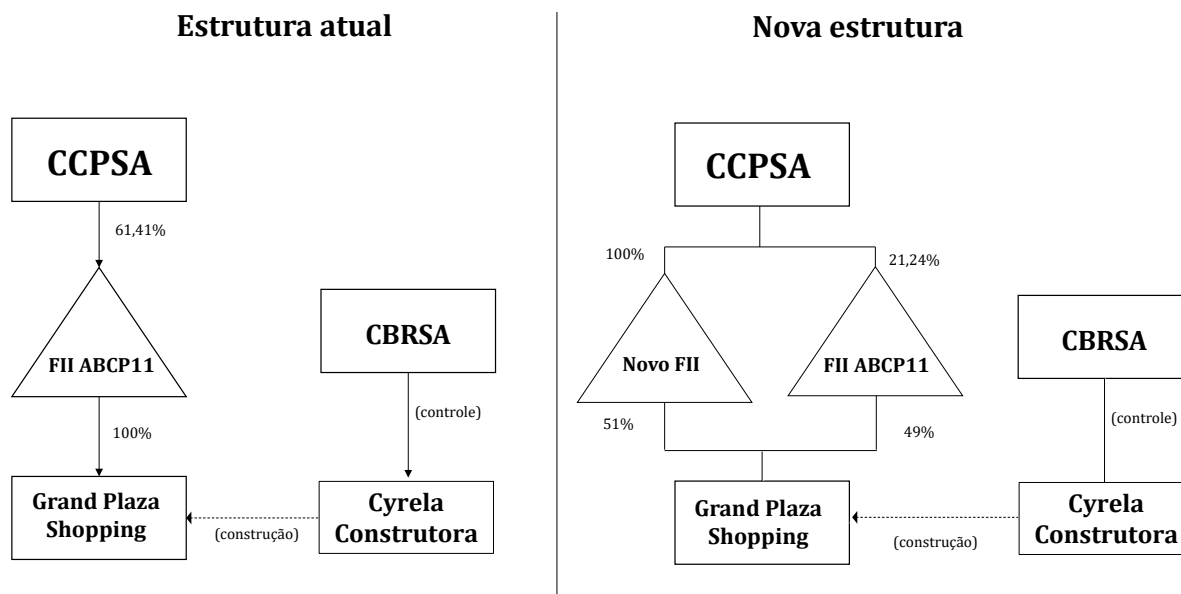 Estrutura atual
CCPSA
61,41%
FII ABCP11
100%
Grand Plaza
Shopping
CBRSA
(controle)
Cyrela
Construtora
(construção)
Nova estrutura
CCPSA
100%
21,24%
Novo FII
FII ABCP11
51%
49%
Grand Plaza
Shopping
CBRSA
(controle)
Cyrela
Construtora
(construção)